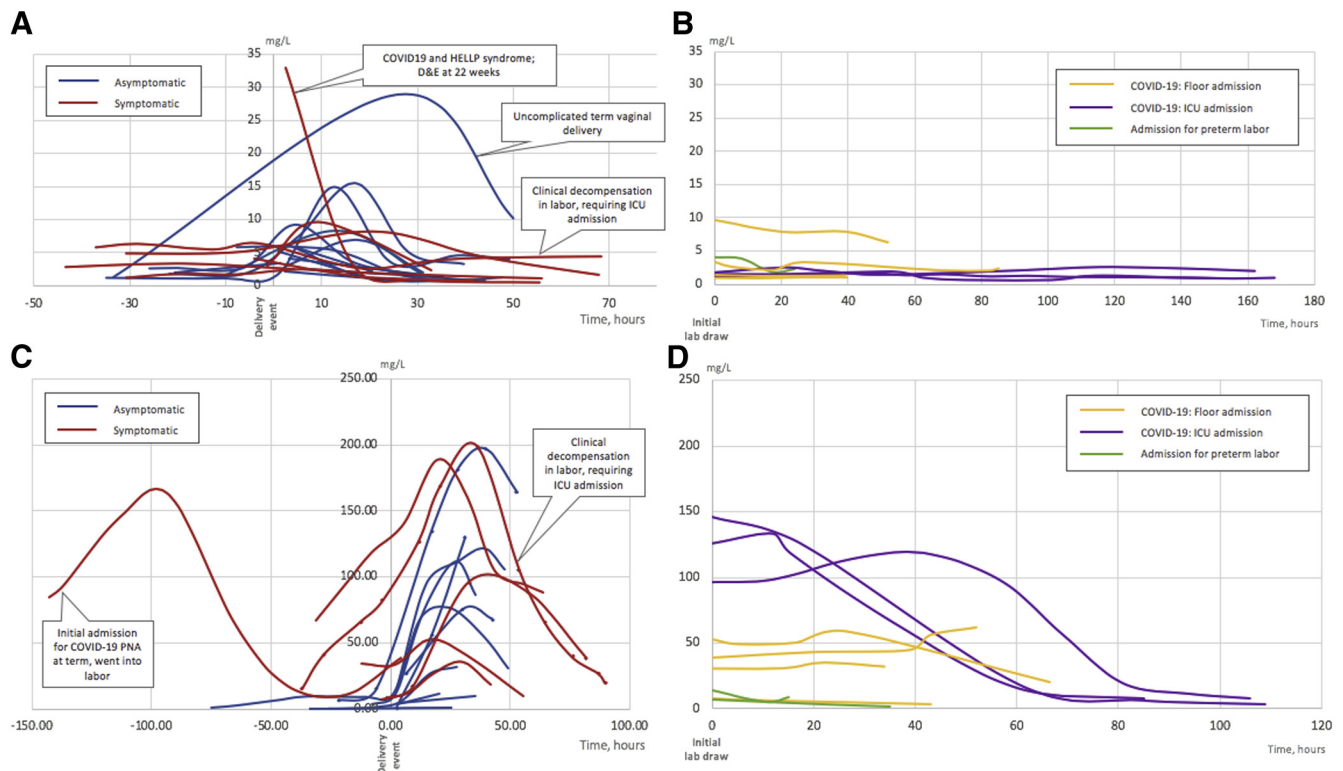 A
mg/L
35
30
25
20
15
10
5
0
Asymptomatic
Symptomatic
COVID19 and HELLP syndrome;
D&E at 22 weeks
Uncomplicated term vaginal
delivery
Clinical decompensation
in labor, requiring ICU
admission
-50
-30
-10
10
30
50
70
Delivery
event
Time, hours
B
mg/L
35
30
25
20
15
10
5
0
COVID-19: Floor admission
COVID-19: ICU admission
Admission for preterm labor
0
20
40
60
80
100
120
140
160
180
Initial
lab draw
Time, hours
C
mg/L
250.00
200.00
150.00
100.00
50.00
0.00
Asymptomatic
Symptomatic
Clinical
decompensation
in labor, requiring
ICU admission
Initial admission
for COVID-19 PNA
at term, went into
labor
-150.00
-100.00
-50.00
0.00
50.00
100.00
Delivery
event
Time, hours
D
mg/L
250
200
150
100
50
0
COVID-19: Floor admission
COVID-19: ICU admission
Admission for preterm labor
0
20
40
60
80
100
120
Initial
lab draw
Time, hours